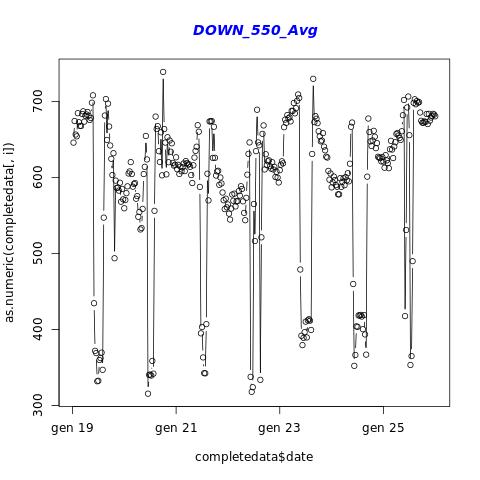 DOWN_550_Avg
as.numeric(completedata[, i])
700
600
500
400
300
gen 19
gen 21
gen 23
gen 25
completedata$date